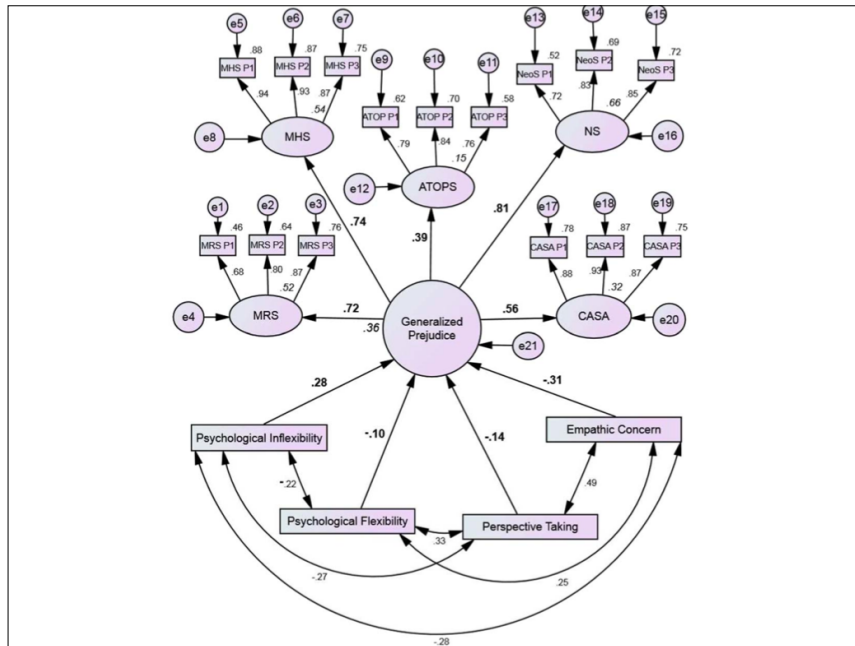 e5
e6
e7
.88
.87
.75
MHS P1
MHS P2
MHS P3
.94
.93
.87
.54
e8
MHS
e9
e10
e11
.62
.70
.58
ATOP P1
ATOP P2
ATOP P3
.79
.84
.76
.15
e12
ATOPS
e13
e14
e15
.52
.69
.72
NeoS P1
NeoS P2
NeoS P3
.72
.83
.85
.66
NS
e16
.74
.39
.81
e1
e2
e3
.46
.64
.76
MRS P1
MRS P2
MRS P3
.68
.80
.87
.52
e4
MRS
.72
.36
Generalized
Prejudice
e21
.56
e17
e18
e19
.78
.87
.75
CASA P1
CASA P2
CASA P3
.88
.93
.87
.32
CASA
e20
.28
-.10
-.14
-.31
Psychological Inflexibility
Empathic Concern
-.22
.49
Psychological Flexibility
.33
Perspective Taking
-.27
.25
-.28